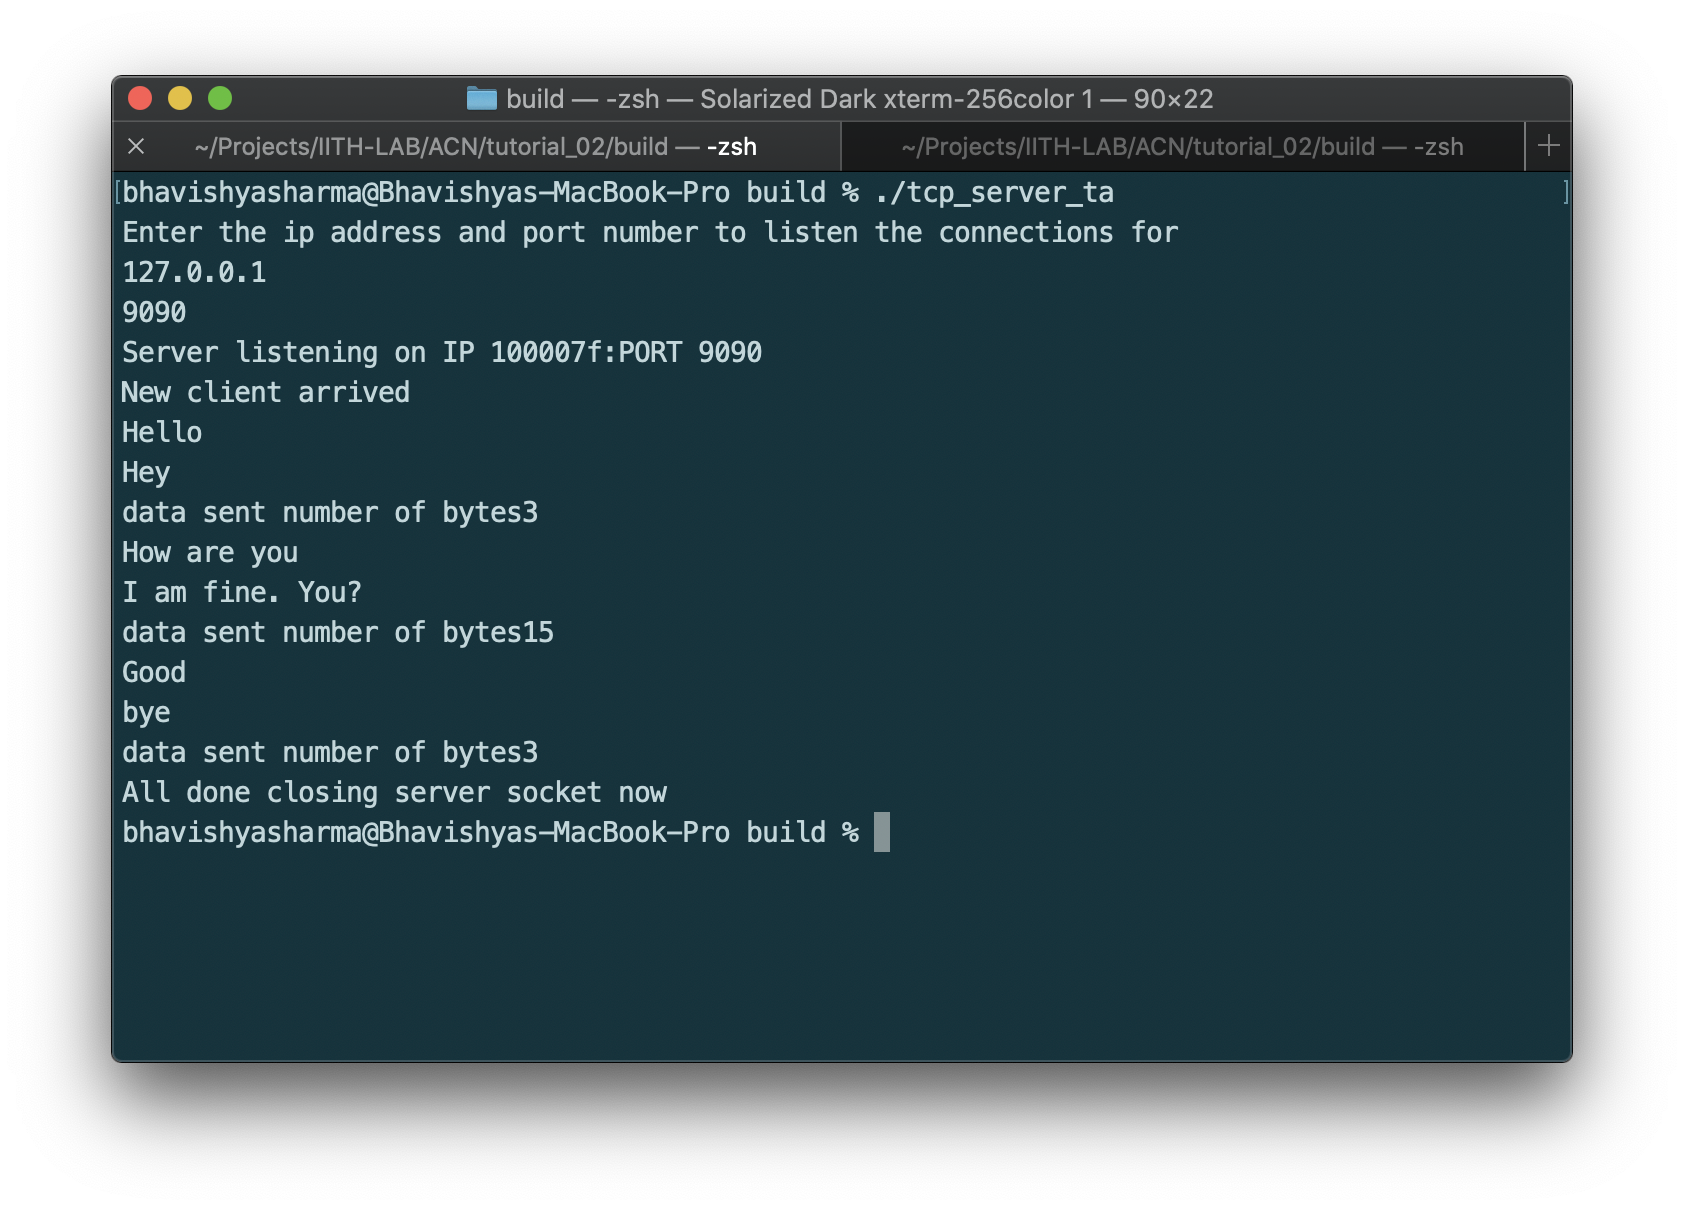 build — -zsh — Solarized Dark xterm-256color 1 — 90×22
~/Projects/IITH-LAB/ACN/tutorial_02/build — -zsh
~/Projects/IITH-LAB/ACN/tutorial_02/build — -zsh
[bhavishyasharma@Bhavishyas-MacBook-Pro build % ./tcp_server_ta ]
Enter the ip address and port number to listen the connections for
127.0.0.1
9090
Server listening on IP 100007f:PORT 9090
New client arrived
Hello
Hey
data sent number of bytes3
How are you
I am fine. You?
data sent number of bytes15
Good
bye
data sent number of bytes3
All done closing server socket now
bhavishyasharma@Bhavishyas-MacBook-Pro build %